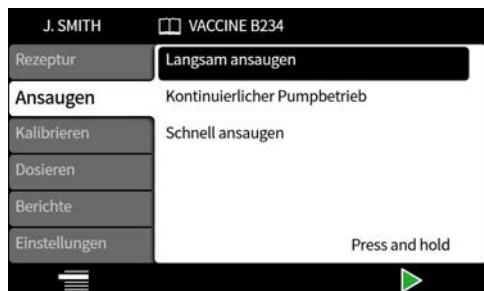 J. SMITH
VACCINE B234
Rezeptur
Ansaugen
Kalibrieren
Dosieren
Berichte
Einstellungen
Langsam ansaugen
Kontinuierlicher Pumpbetrieb
Schnell ansaugen
Press and hold